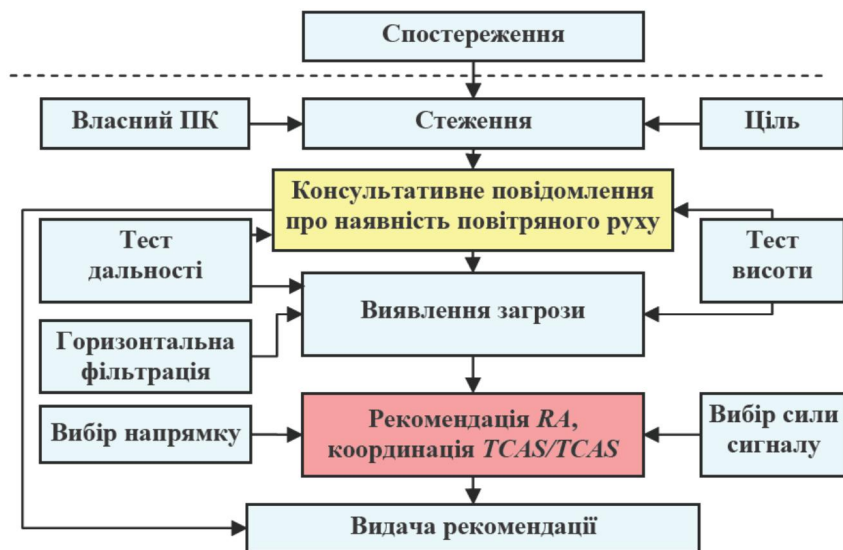 Спостереження
Власний ПК
Стеження
Ціль
Консультативне повідомлення
про наявність повітряного руху
Тест
дальності
Тест
висоти
Виявлення загрози
Горизонтальна
фільтрація
Вибір напрямку
Рекомендація RA,
координація TCAS/TCAS
Вибір сили
сигналу
Видача рекомендації